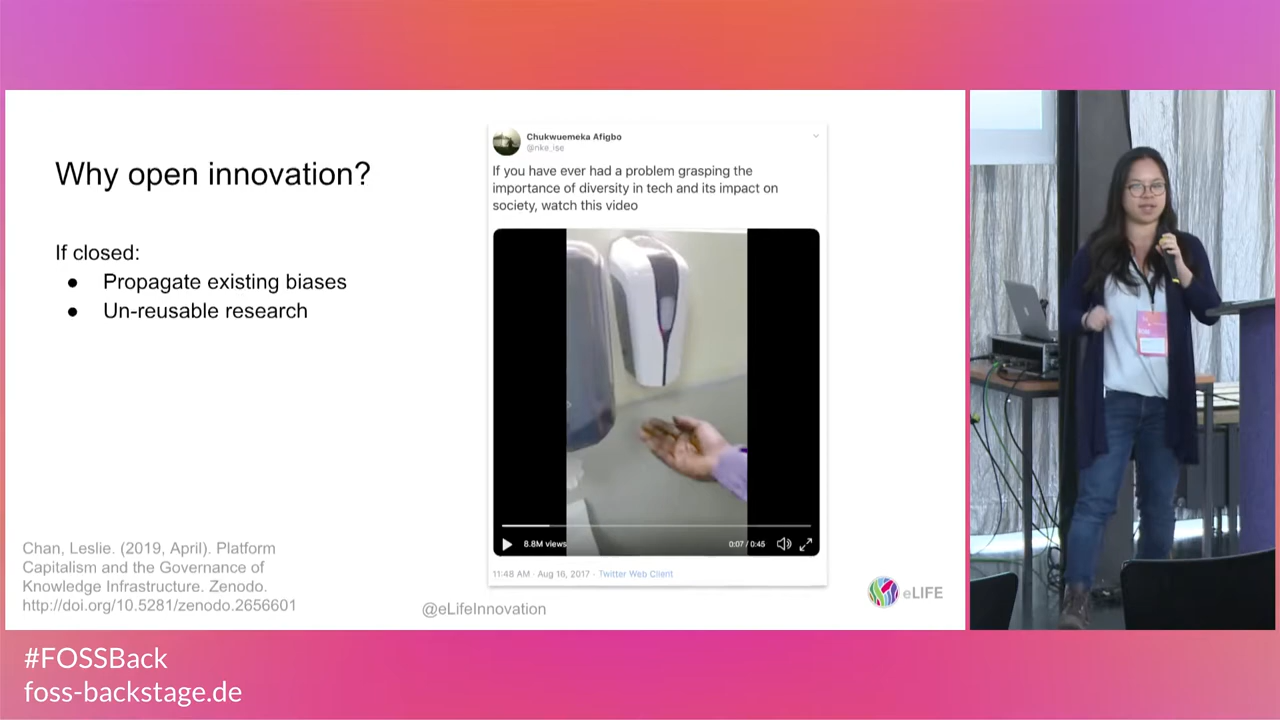 Why open innovation?
If closed:
● Propagate existing biases
● Un-reusable research
Chan, Leslie. (2019, April). Platform
Capitalism and the Governance of
Knowledge Infrastructure. Zenodo.
http://doi.org/10.5281/zenodo.2656601
Chukwuemeka Afigbo
@nke_ise
If you have ever had a problem grasping the
importance of diversity in tech and its impact on
society, watch this video
8.8M views
0:07 / 0:45
11:48 AM · Aug 16, 2017 · Twitter Web Client
@eLifeInnovation
eLIFE
#FOSSBack
foss-backstage.de